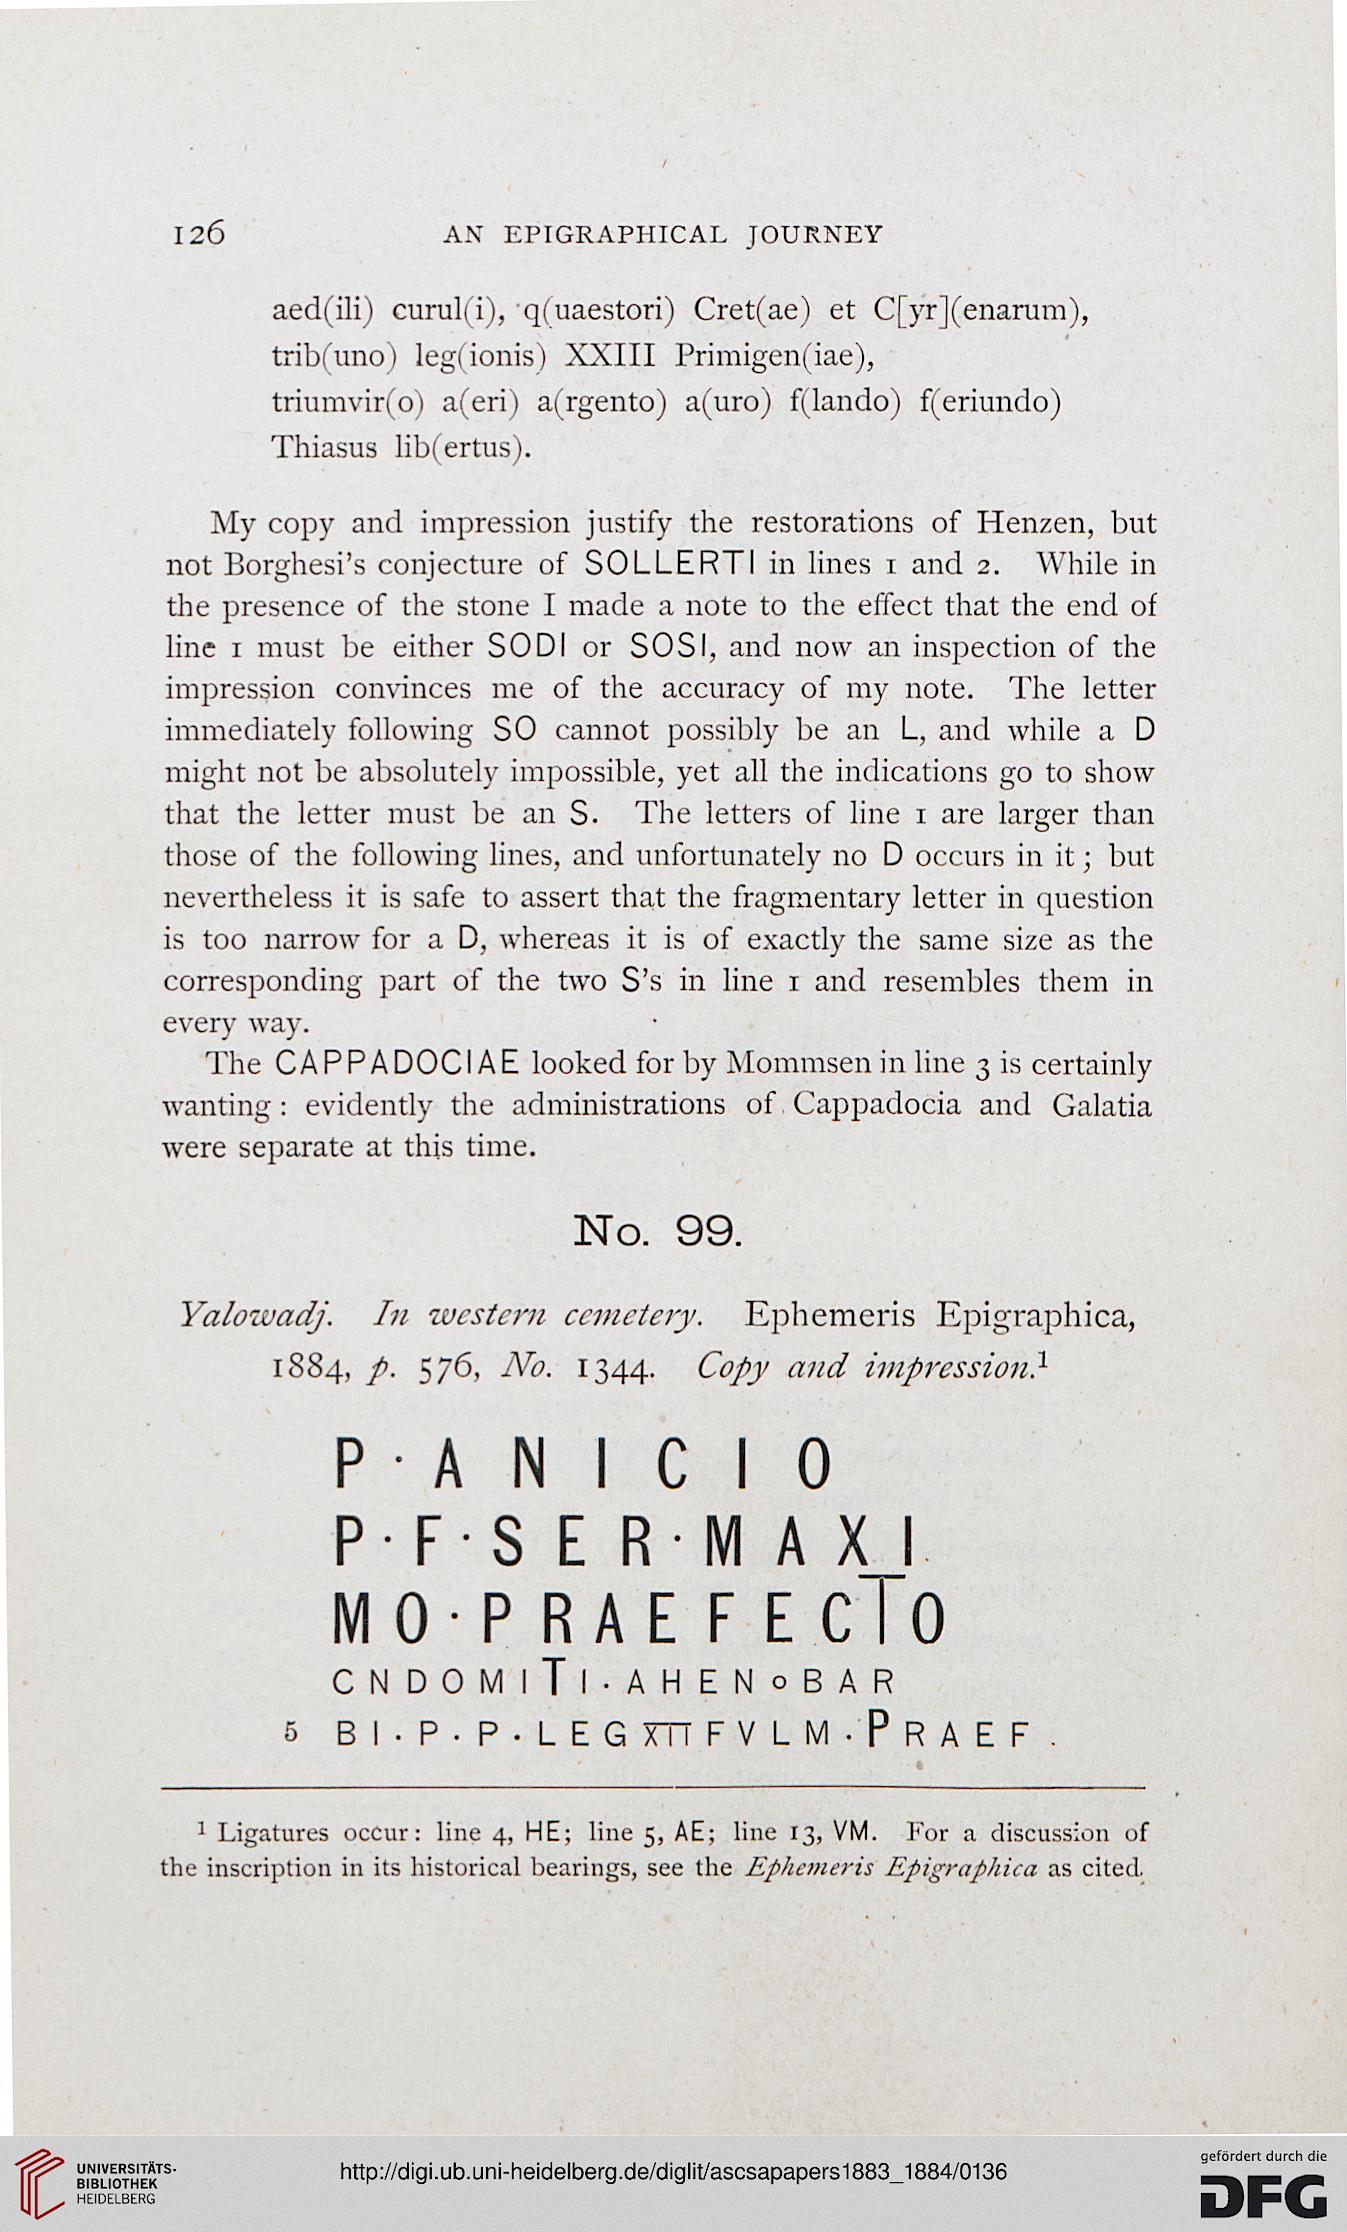 126 AN EPIGRAPHICAL JOURNEY
aed(ili) curul(i), q(uaestori) Cret(ae) et C[yr](enarum),
trib(uno) leg(ionis) XXIII Primigen(iae),
triumvir(o) a(eri) a(rgento) a(uro) f(lando) f(eriundo)
Thiasus lib(ertus).
My copy and impression justify the restorations of Henzen, but
not Borghesi's conjecture of SOLLERTI in lines 1 and 2. While in
the presence of the stone I made a note to the effect that the end of
line 1 must be either SODI or SOSI, and now an inspection of the
impression convinces me of the accuracy of my note. The letter
immediately following SO cannot possibly be an L, and while a D
might not be absolutely impossible, yet all the indications go to show
that the letter must be an S. The letters of line 1 are larger than
those of the following lines, and unfortunately no D occurs in it; but
nevertheless it is safe to assert that the fragmentary letter in question
is too narrow for a D, whereas it is of exactly the same size as the
corresponding part of the two S's in line 1 and resembles them in
every way.
The CAPPADOCIAE looked for by Mommsen in line 3 is certainly
wanting: evidently the administrations of Cappadocia and Galatia
were separate at this time.
No. 99.
Yalowadj. In western cemetery. Ephemeris Epigraphica,
1884, p. 576, No. 1344. Copy and impression.¹
P · A N I C I O
P · F · S E R · M A X I
M O · P R A E F E C T O
C N D O M I T I · A H E N o B A R
5 B I · P · P · L E G XII F V L M · P R A E F .
¹ Ligatures occur: line 4, HE; line 5, AE; line 13, VM. For a discussion of
the inscription in its historical bearings, see the Ephemeris Epigraphica as cited.
UNIVERSITÄTS-
BIBLIOTHEK
HEIDELBERG
http://digi.ub.uni-heidelberg.de/diglit/ascsapapers1883_1884/0136
gefördert durch die
DFG